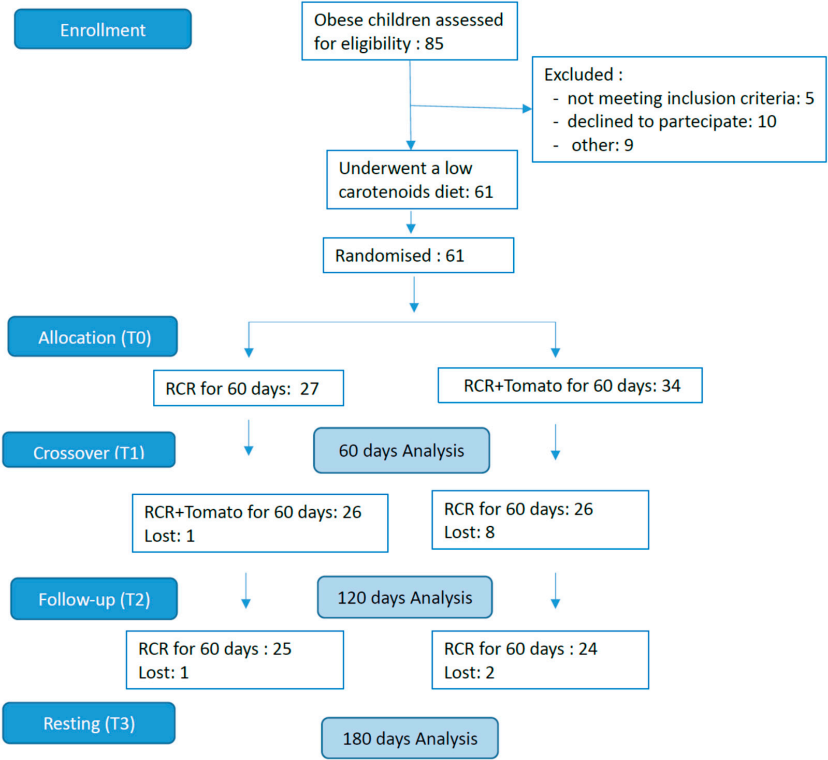 Enrollment
Obese children assessed
for eligibility : 85
Excluded :
- not meeting inclusion criteria: 5
- declined to partecipate: 10
- other: 9
Underwent a low
carotenoids diet: 61
Randomised : 61
Allocation (T0)
RCR for 60 days: 27
RCR+Tomato for 60 days: 34
Crossover (T1)
60 days Analysis
RCR+Tomato for 60 days: 26
Lost: 1
RCR for 60 days: 26
Lost: 8
Follow-up (T2)
120 days Analysis
RCR for 60 days : 25
Lost: 1
RCR for 60 days : 24
Lost: 2
Resting (T3)
180 days Analysis